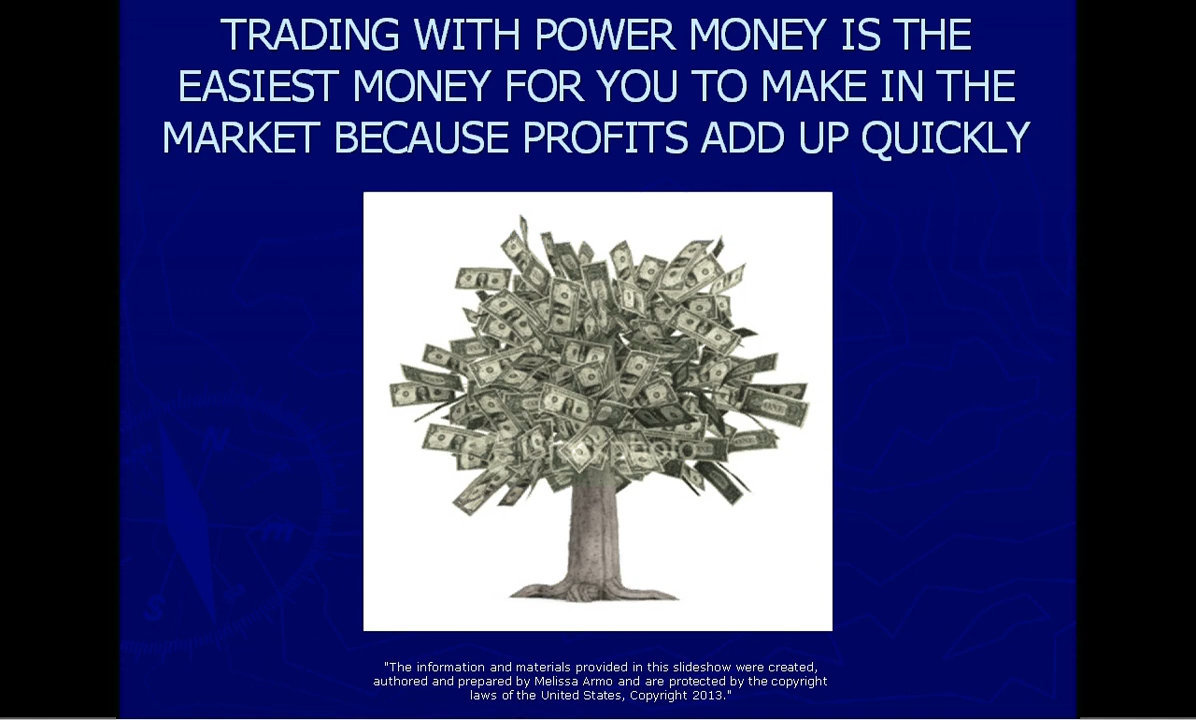 TRADING WITH POWER MONEY IS THE
EASIEST MONEY FOR YOU TO MAKE IN THE
MARKET BECAUSE PROFITS ADD UP QUICKLY
iStockphoto
N
m
S
"The information and materials provided in this slideshow were created,
authored and prepared by Melissa Armo and are protected by the copyright
laws of the United States, Copyright 2013."